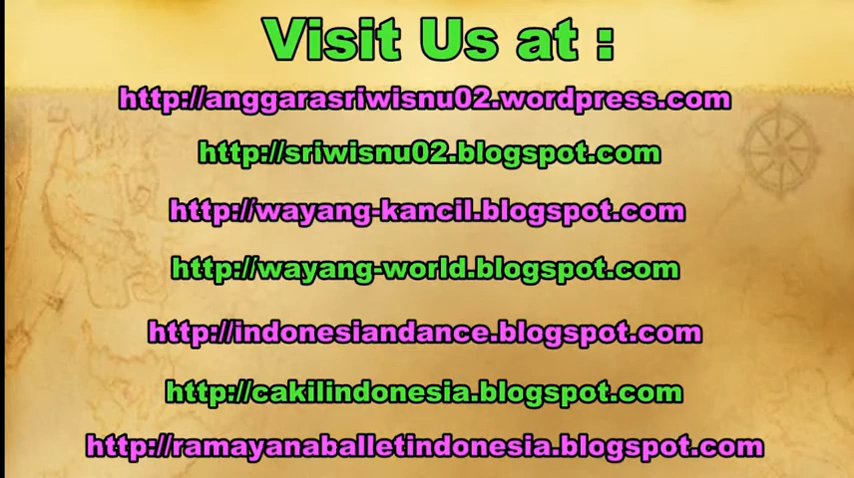 Visit Us at :
http://anggarasriwisnu02.wordpress.com
http://sriwisnu02.blogspot.com
http://wayang-kancil.blogspot.com
http://wayang-world.blogspot.com
http://indonesiandance.blogspot.com
http://cakilindonesia.blogspot.com
http://ramayanaballetindonesia.blogspot.com